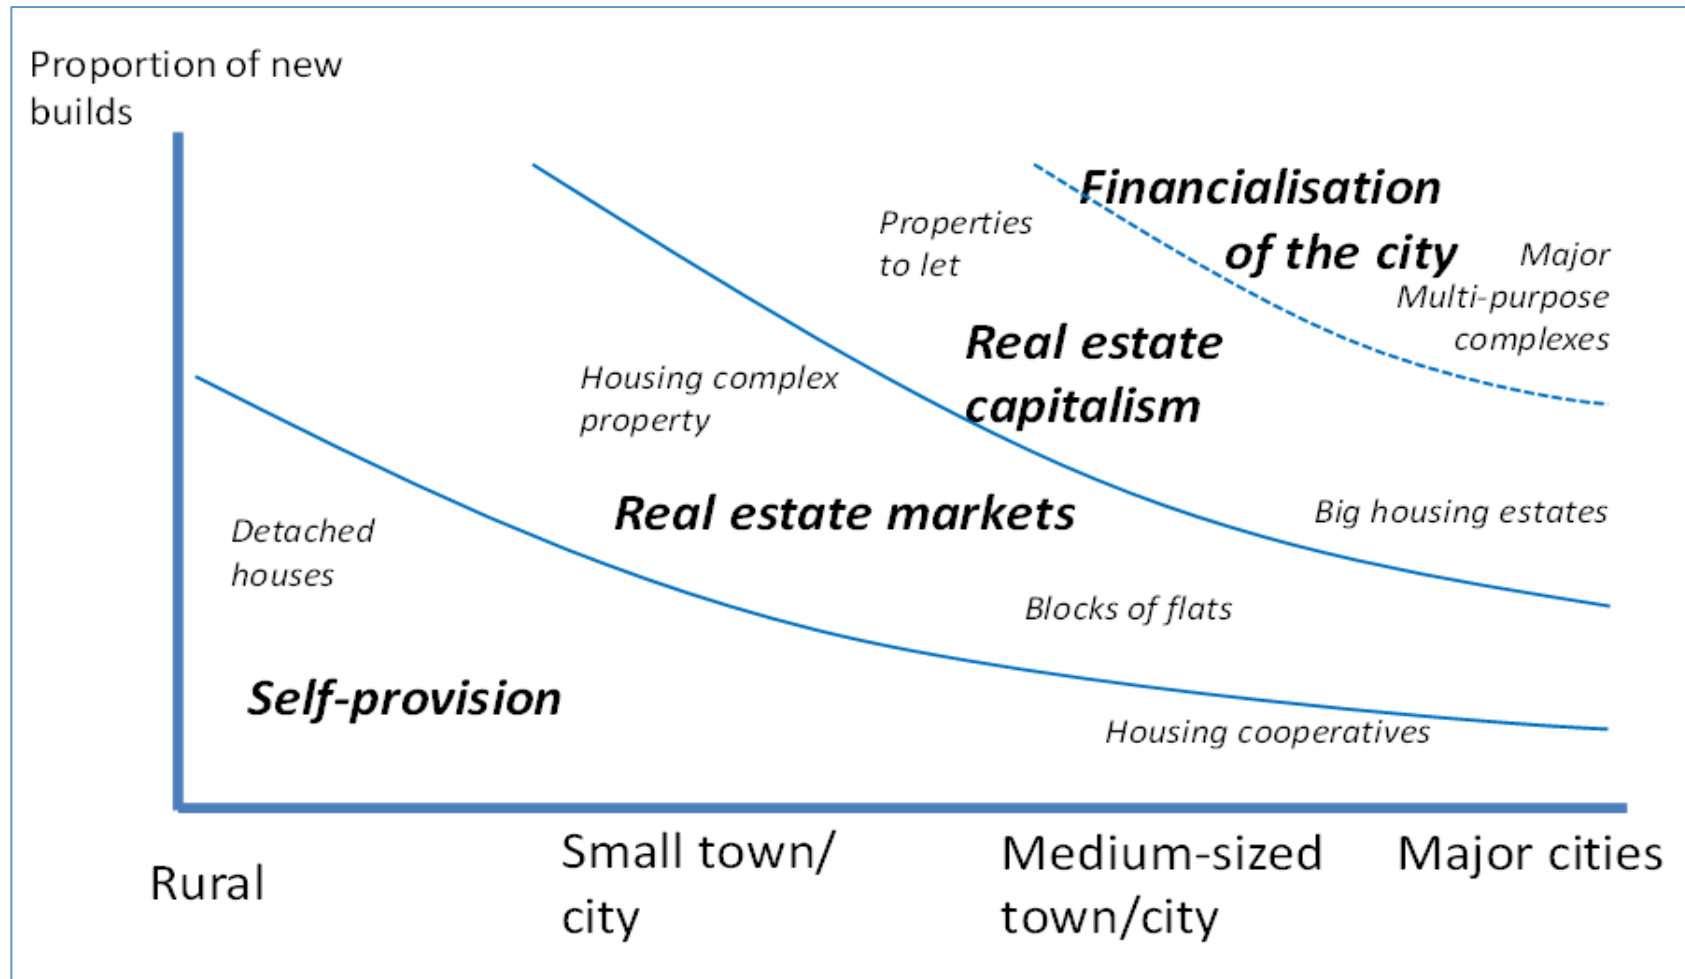 Proportion of new
builds
Financialisation
of the city
Properties
to let
Major
Multi-purpose
complexes
Real estate
capitalism
Housing complex
property
Real estate markets
Big housing estates
Detached
houses
Blocks of flats
Self-provision
Housing cooperatives
Rural
Small town/
city
Medium-sized
town/city
Major cities